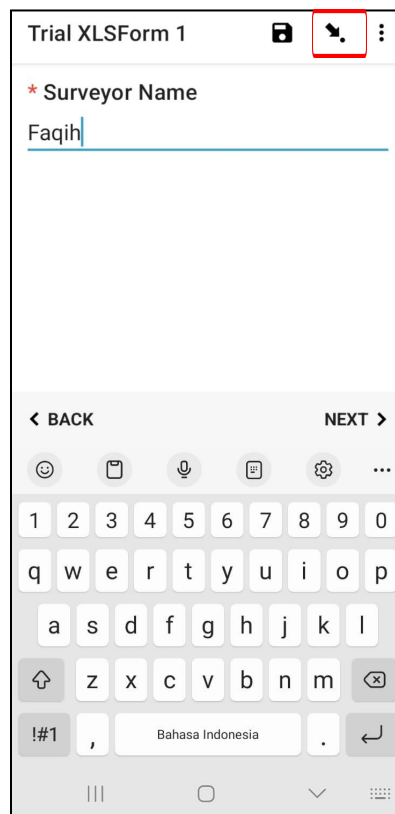 Trial XLSForm 1
* Surveyor Name
Faqih
BACK NEXT
1 2 3 4 5 6 7 8 9 0
q w e r t y u i o p
a s d f g h j k l
z x c v b n m
!#1 , Bahasa Indonesia .